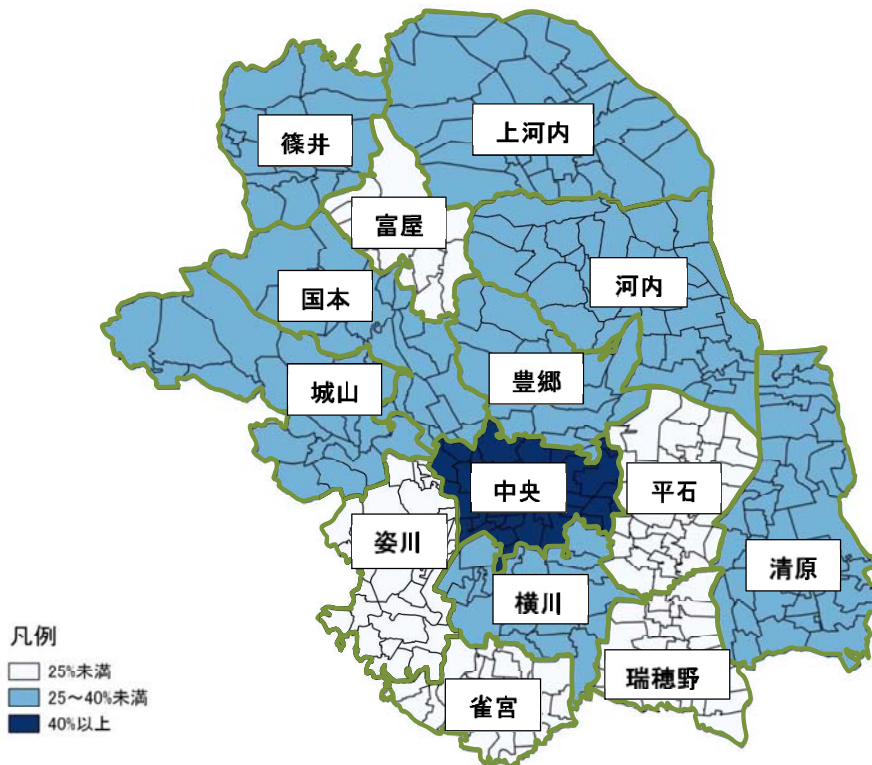 上河内
篠井
富屋
河内
国本
豊郷
城山
中央
平石
姿川
清原
横川
瑞穂野
雀宮
凡例
25%未満
25～40%未満
40%以上